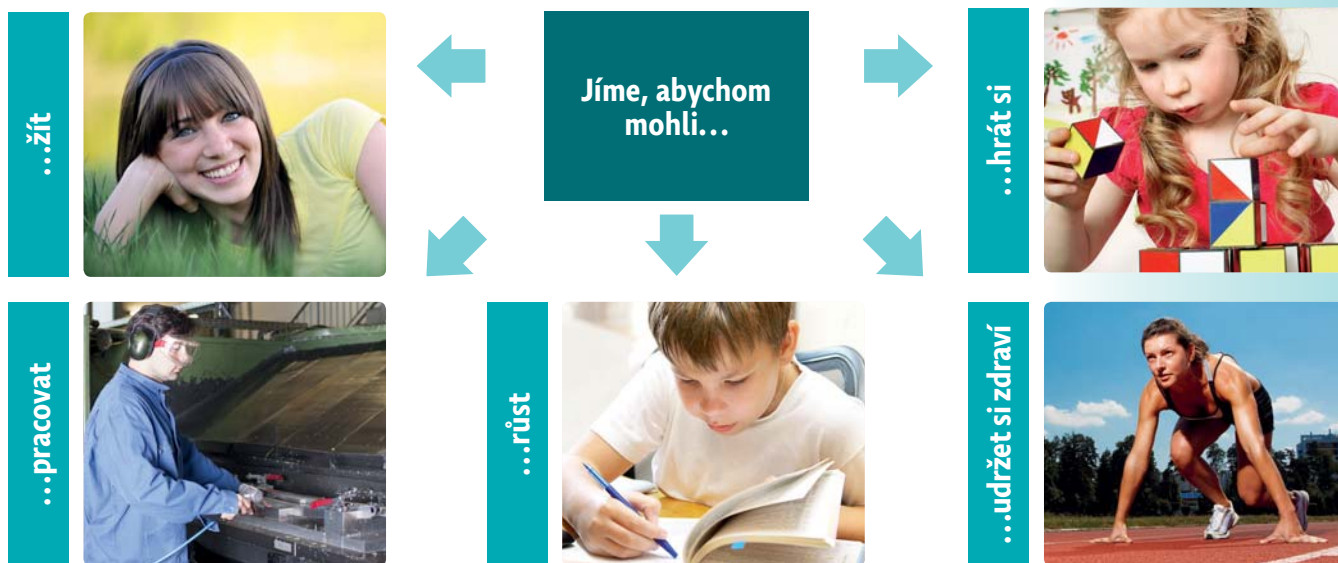 Jíme, abychom
mohli…
…žít
…hrát si
…pracovat
…růst
…udržet si zdraví